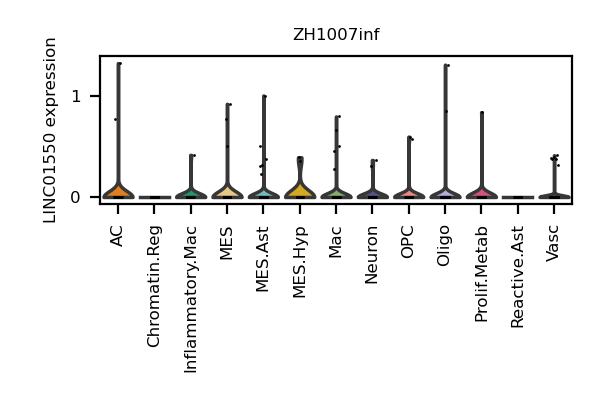 ZH1007inf
LINC01550 expression
1
0
AC
Chromatin.Reg
Inflammatory.Mac
MES
MES.Ast
MES.Hyp
Mac
Neuron
OPC
Oligo
Prolif.Metab
Reactive.Ast
Vasc